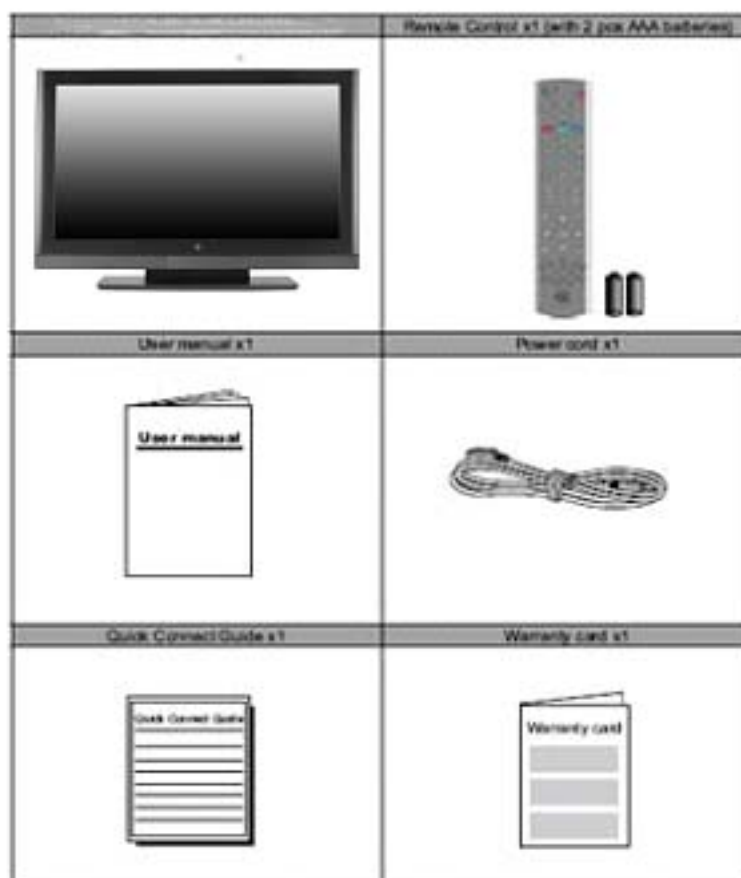 Remote Control x1 (with 2 pcs AAA batteries)
User manual x1
Power cord x1
User manual
Quick Connect Guide x1
Warranty card x1
Quick Connect Guide
Warranty card